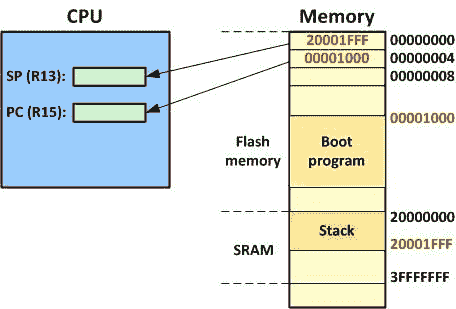 CPU
Memory
20001FFF 00000000
SP (R13):
00001000 00000004
00000008
PC (R15):
00001000
Flash
memory
Boot
program
20000000
Stack
SRAM
20001FFF
3FFFFFFF